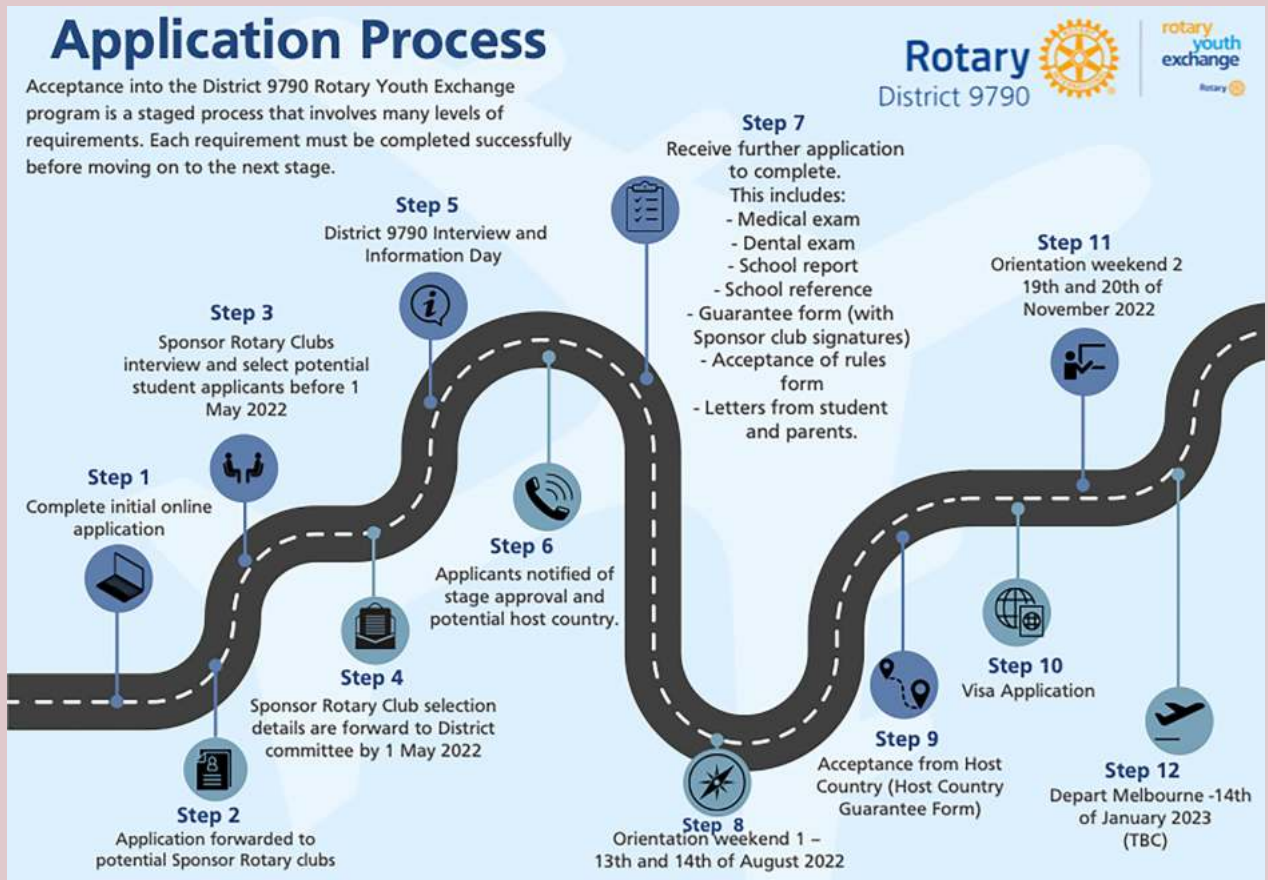 Application Process
Acceptance into the District 9790 Rotary Youth Exchange
program is a staged process that involves many levels of
requirements. Each requirement must be completed successfully
before moving on to the next stage.
Rotary
District 9790
rotary
youth
exchange
Rotary
Step 1
Complete initial online
application
Step 2
Application forwarded to
potential Sponsor Rotary clubs
Step 3
Sponsor Rotary Clubs
interview and select potential
student applicants before 1
May 2022
Step 4
Sponsor Rotary Club selection
details are forward to District
committee by 1 May 2022
Step 5
District 9790 Interview and
Information Day
Step 6
Applicants notified of
stage approval and
potential host country.
Step 7
Receive further application
to complete.
This includes:
- Medical exam
- Dental exam
- School report
- School reference
- Guarantee form (with
Sponsor club signatures)
- Acceptance of rules
form
- Letters from student
and parents.
Step 8
Orientation weekend 1 –
13th and 14th of August 2022
Step 9
Acceptance from Host
Country (Host Country
Guarantee Form)
Step 10
Visa Application
Step 11
Orientation weekend 2
19th and 20th of
November 2022
Step 12
Depart Melbourne -14th
of January 2023
(TBC)